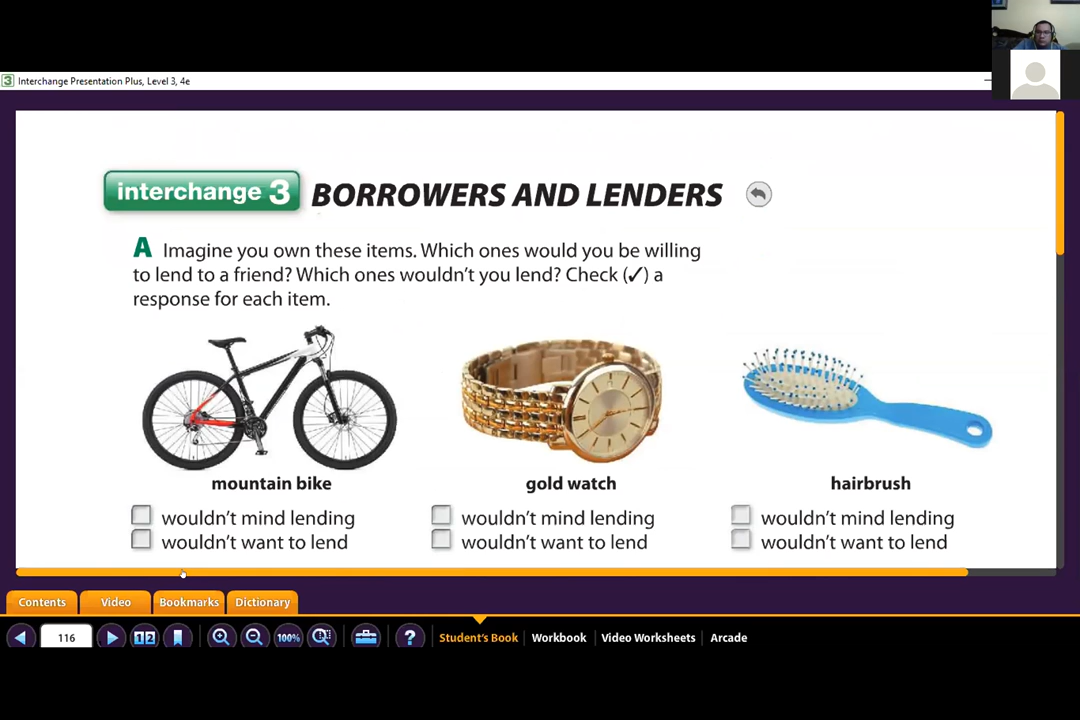 3 Interchange Presentation Plus, Level 3, 4e
interchange 3 BORROWERS AND LENDERS
A Imagine you own these items. Which ones would you be willing
to lend to a friend? Which ones wouldn't you lend? Check (✓) a
response for each item.
mountain bike gold watch hairbrush
wouldn't mind lending wouldn't mind lending wouldn't mind lending
wouldn't want to lend wouldn't want to lend wouldn't want to lend
Contents Video Bookmarks Dictionary
116 12 100% ? Student's Book Workbook Video Worksheets Arcade